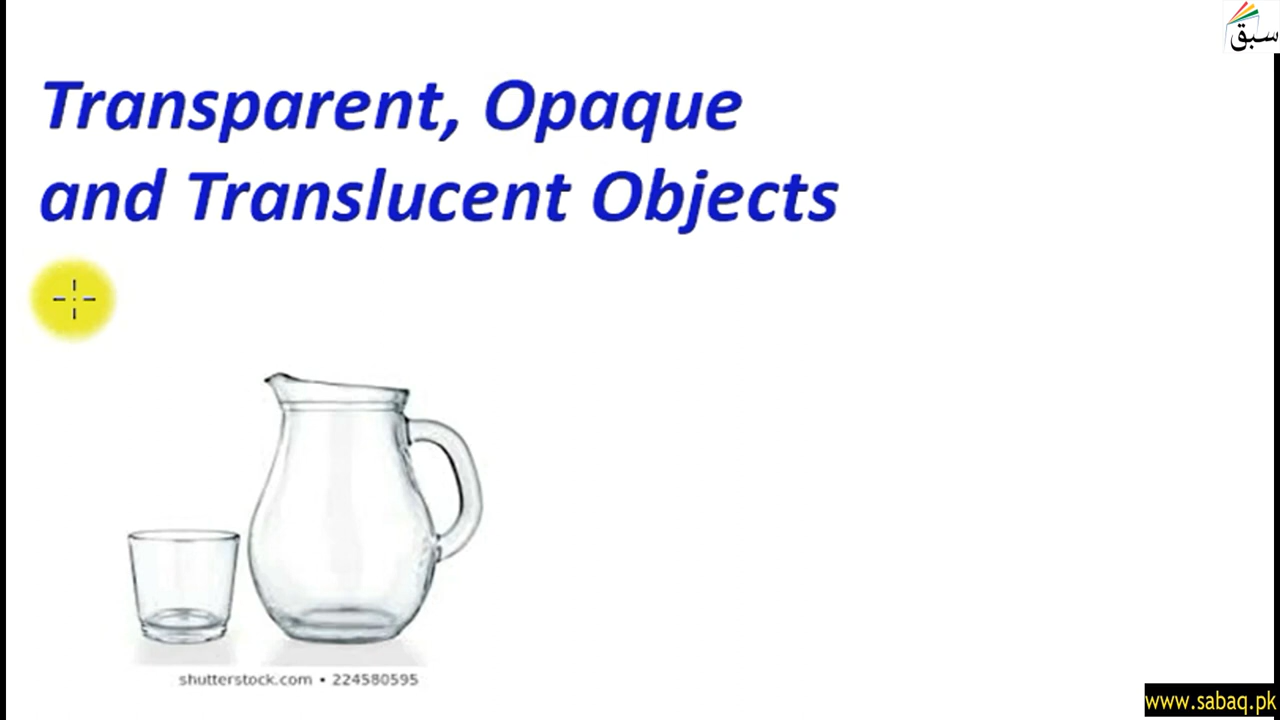 سبق
Transparent, Opaque
and Translucent Objects
shutterstock.com • 224580595
www.sabaq.pk